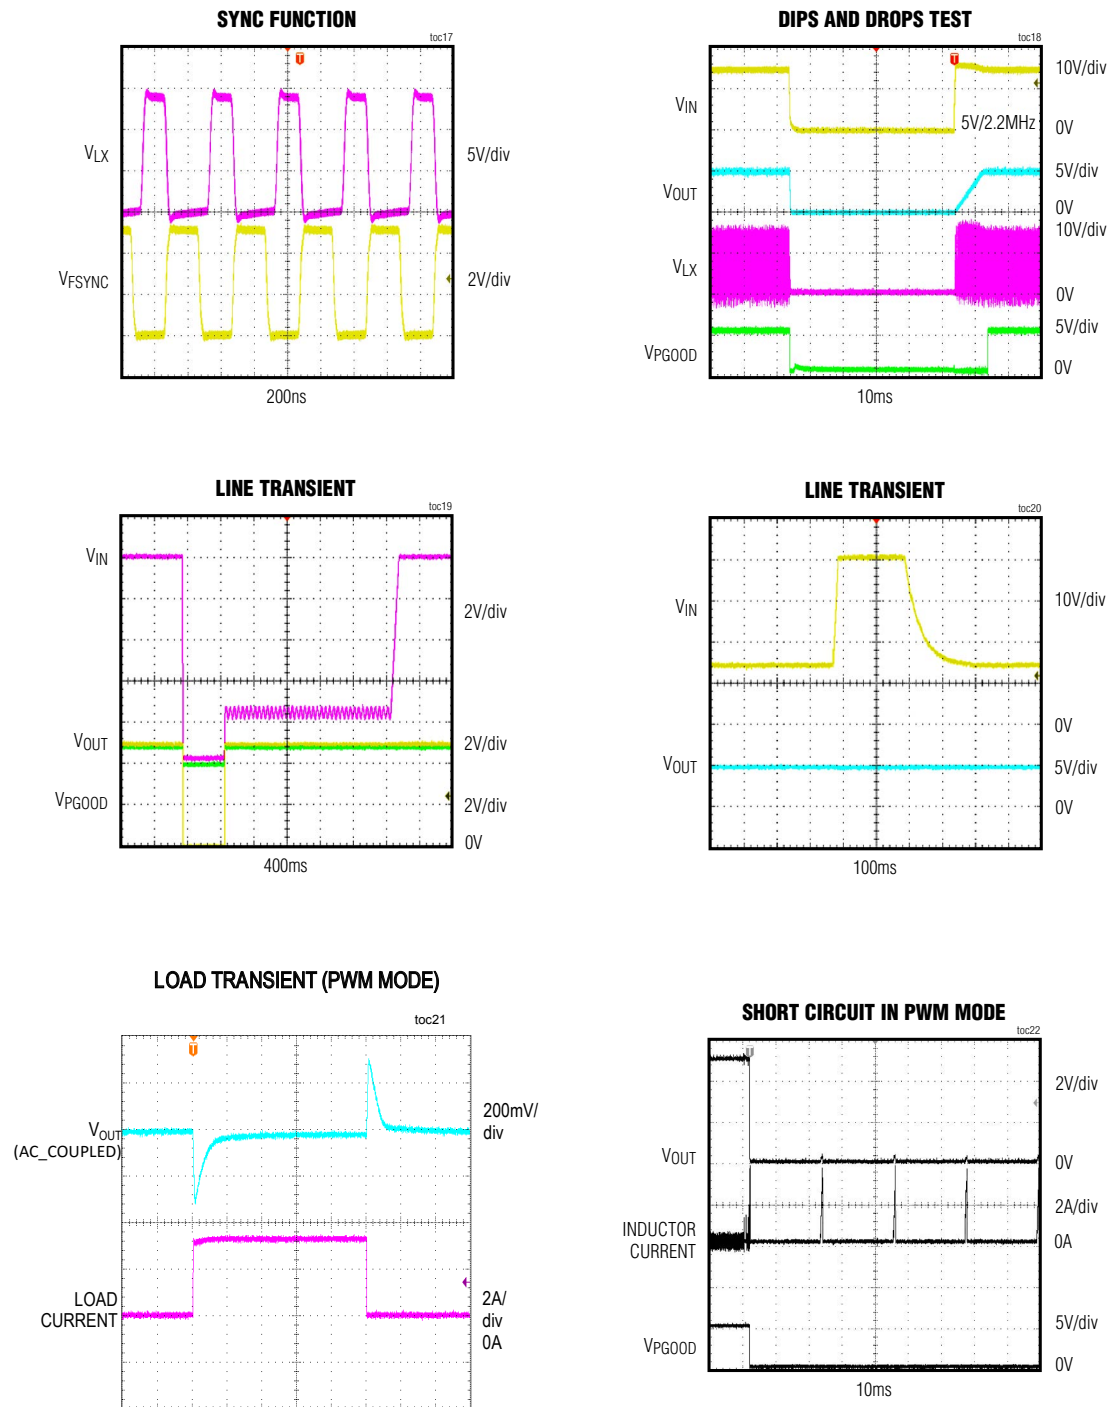 SYNC FUNCTION
toc17
T
VLX
5V/div
VFSYNC
2V/div
200ns
DIPS AND DROPS TEST
toc18
T
10V/div
VIN
5V/2.2MHz
0V
5V/div
VOUT
0V
10V/div
VLX
0V
5V/div
VPGOOD
0V
10ms
LINE TRANSIENT
toc19
VIN
2V/div
VOUT
2V/div
VPGOOD
2V/div
0V
400ms
LINE TRANSIENT
toc20
VIN
10V/div
0V
VOUT
5V/div
0V
100ms
LOAD TRANSIENT (PWM MODE)
toc21
T
200mV/
div
VOUT
(AC_COUPLED)
LOAD
CURRENT
2A/
div
0A
SHORT CIRCUIT IN PWM MODE
toc22
T
2V/div
VOUT
0V
2A/div
INDUCTOR
CURRENT
0A
5V/div
VPGOOD
0V
10ms